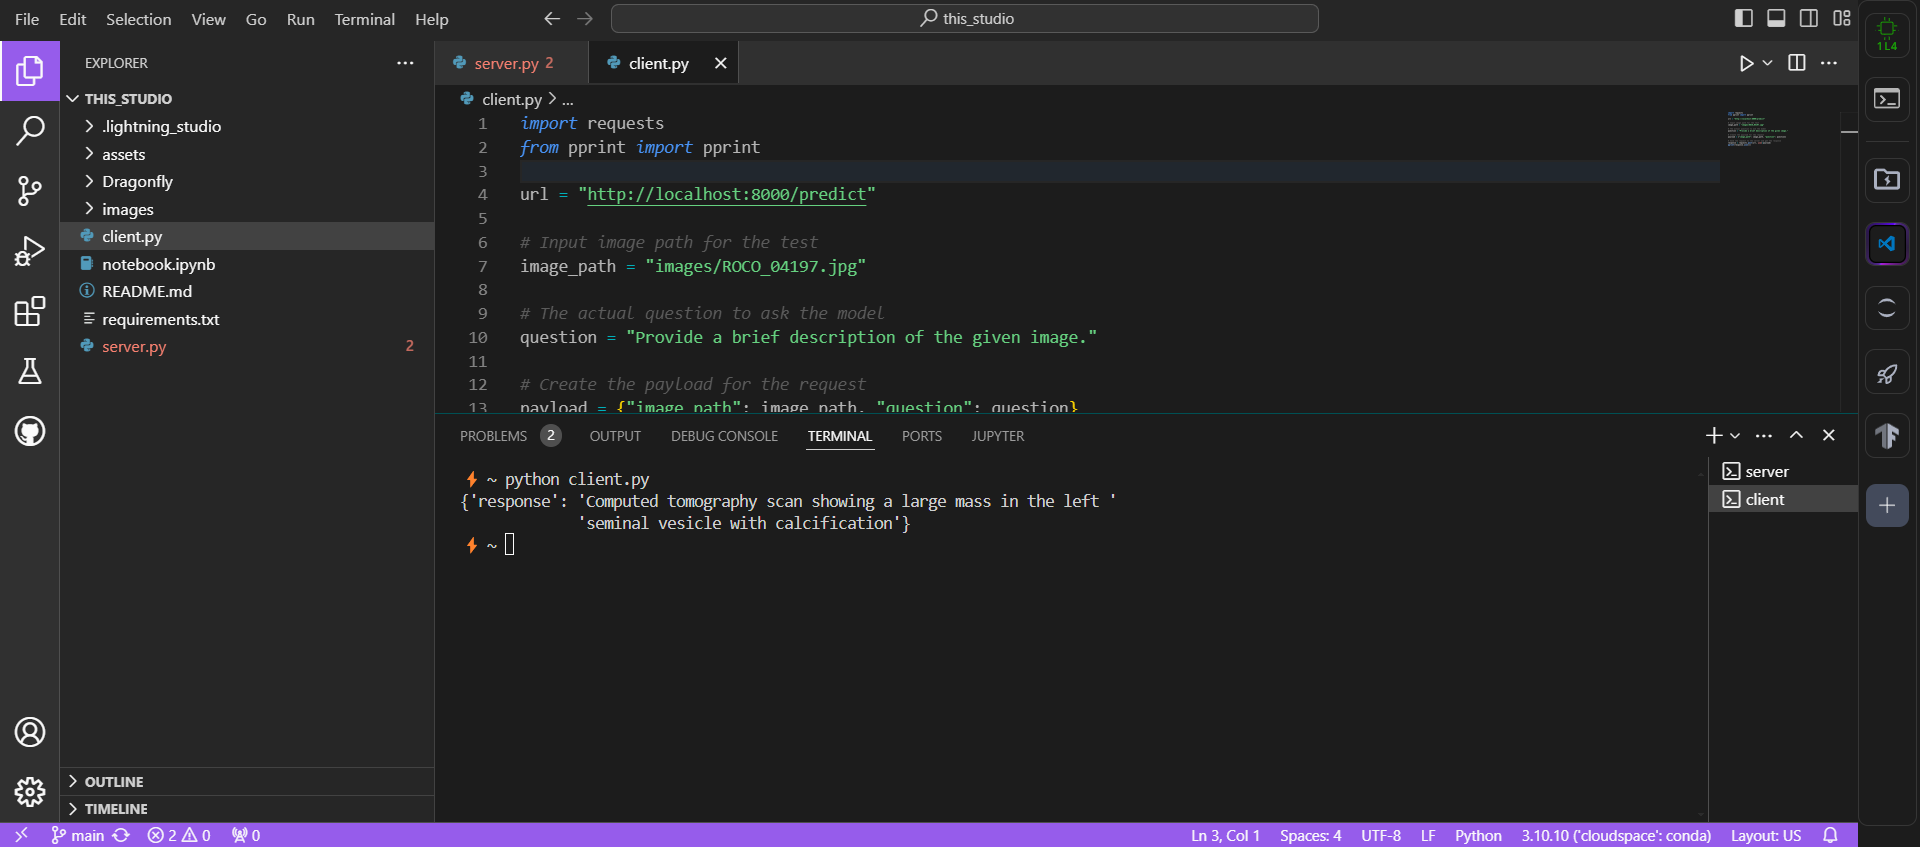 File Edit Selection View Go Run Terminal Help
this_studio
1 L4
EXPLORER
THIS_STUDIO
.lightning_studio
assets
Dragonfly
images
client.py
notebook.ipynb
README.md
requirements.txt
server.py 2
OUTLINE
TIMELINE
server.py 2
client.py
client.py > ...
1 import requests
2 from pprint import pprint
3
4 url = "http://localhost:8000/predict"
5
6 # Input image path for the test
7 image_path = "images/ROCO_04197.jpg"
8
9 # The actual question to ask the model
10 question = "Provide a brief description of the given image."
11
12 # Create the payload for the request
13 payload = {"image_path": image_path, "question": question}
PROBLEMS 2 OUTPUT DEBUG CONSOLE TERMINAL PORTS JUPYTER
~ python client.py
{'response': 'Computed tomography scan showing a large mass in the left '
'seminal vesicle with calcification'}
~
server
client
main 2 0 0
Ln 3, Col 1 Spaces: 4 UTF-8 LF Python 3.10.10 ('cloudspace': conda) Layout: US